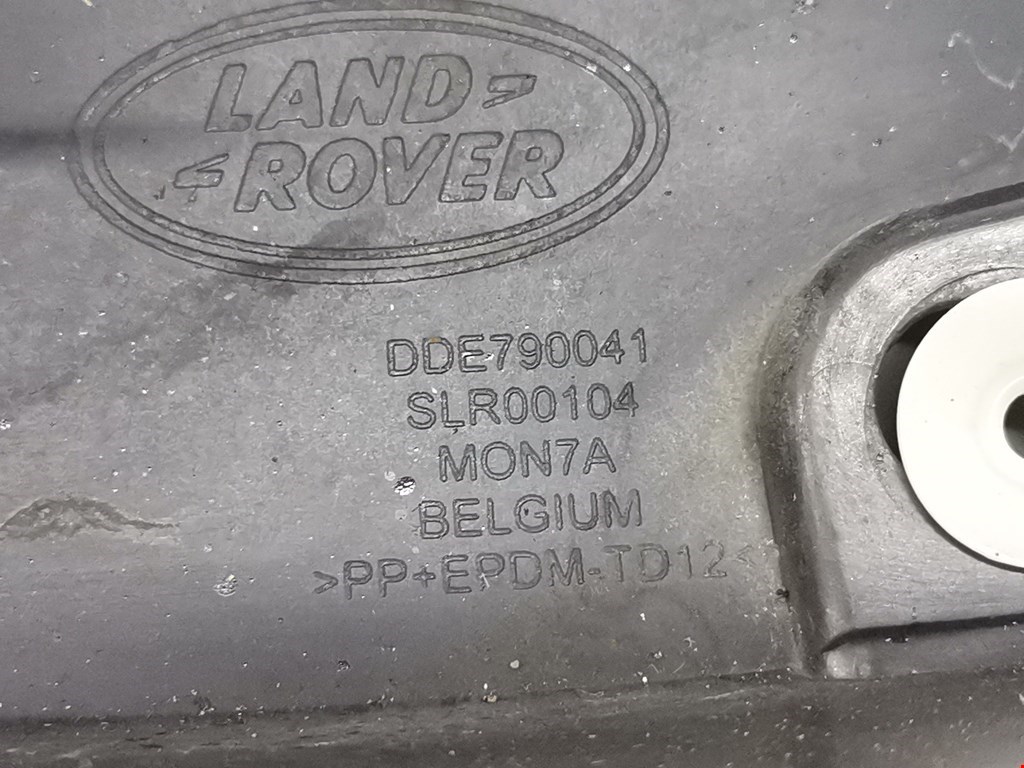 LAND
ROVER
DDE790041
SLR00104
MON7A
BELGIUM
>PP+EPDM-TD12<